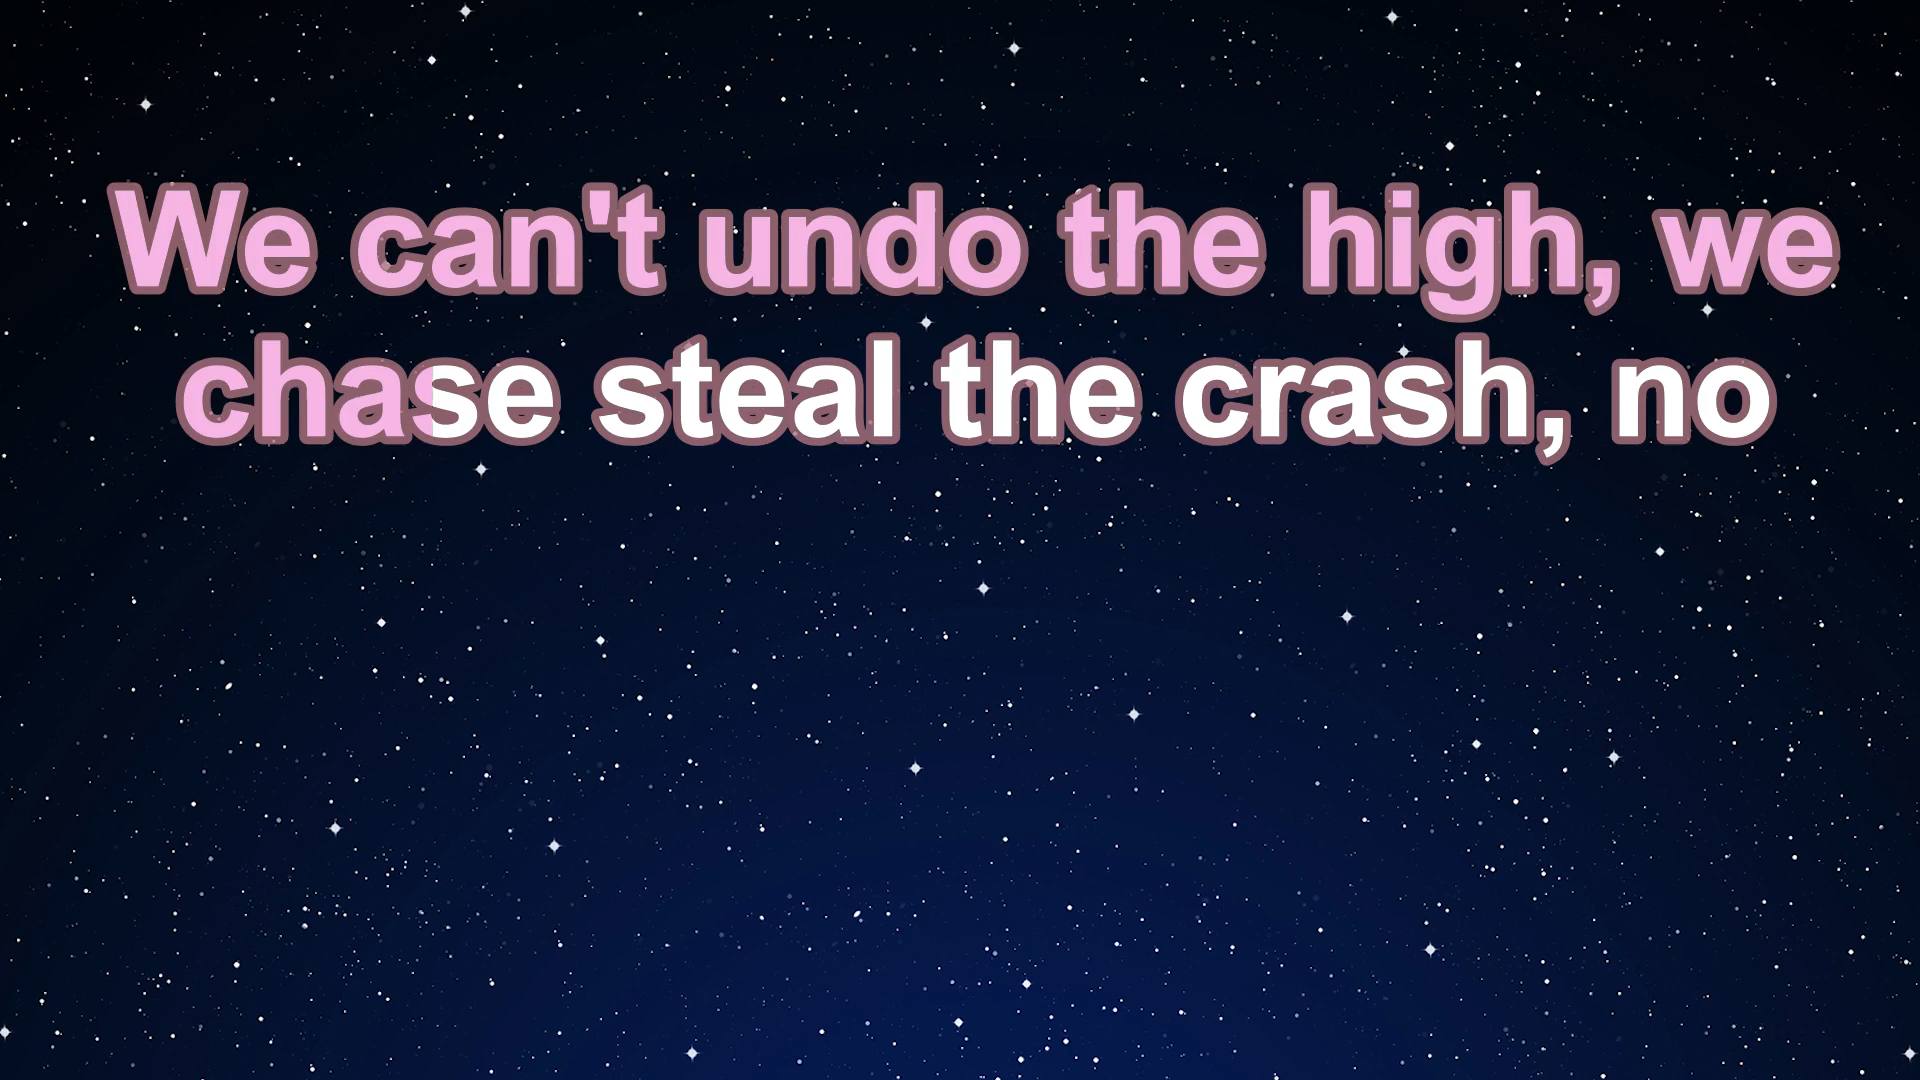 We can't undo the high, we
chase steal the crash, no